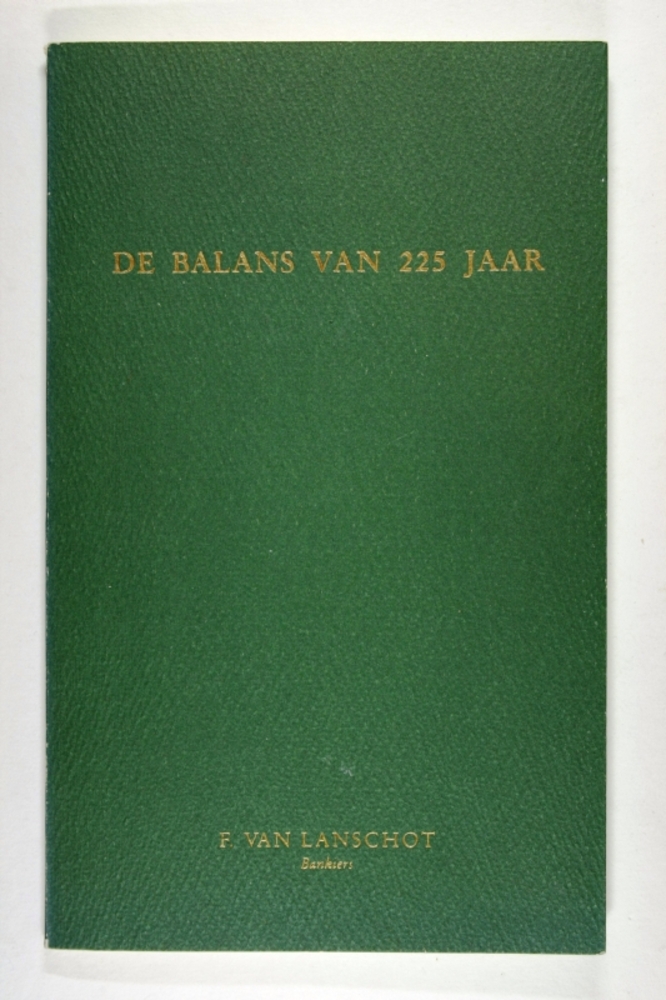 DE BALANS VAN 225 JAAR
F. VAN LANSCHOT
Bankiers